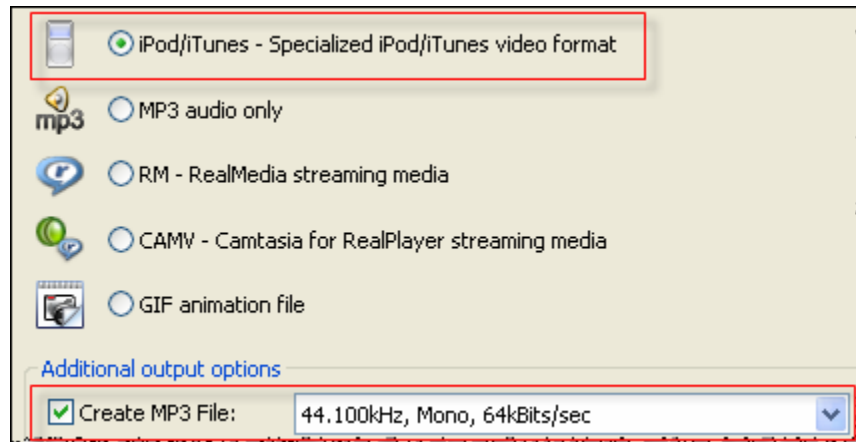 iPod/iTunes - Specialized iPod/iTunes video format
mp3 MP3 audio only
RM - RealMedia streaming media
CAMV - Camtasia for RealPlayer streaming media
GIF animation file
Additional output options
Create MP3 File: 44.100kHz, Mono, 64kBits/sec